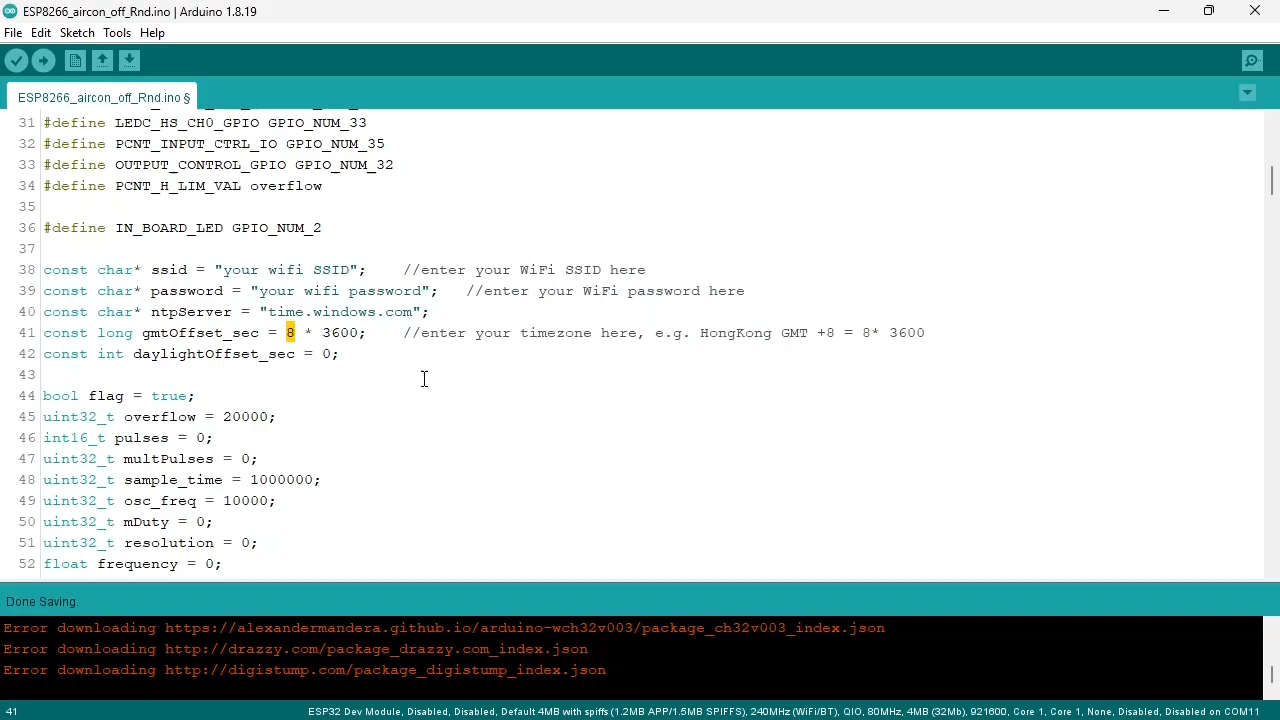 ESP8266_aircon_off_Rnd.ino | Arduino 1.8.19
File Edit Sketch Tools Help
ESP8266_aircon_off_Rnd.ino §
31 #define LEDC_HS_CH0_GPIO GPIO_NUM_33
32 #define PCNT_INPUT_CTRL_IO GPIO_NUM_35
33 #define OUTPUT_CONTROL_GPIO GPIO_NUM_32
34 #define PCNT_H_LIM_VAL overflow
35
36 #define IN_BOARD_LED GPIO_NUM_2
37
38 const char* ssid = "your wifi SSID"; //enter your WiFi SSID here
39 const char* password = "your wifi password"; //enter your WiFi password here
40 const char* ntpServer = "time.windows.com";
41 const long gmtOffset_sec = 8 * 3600; //enter your timezone here, e.g. HongKong GMT +8 = 8* 3600
42 const int daylightOffset_sec = 0;
43
44 bool flag = true;
45 uint32_t overflow = 20000;
46 int16_t pulses = 0;
47 uint32_t multPulses = 0;
48 uint32_t sample_time = 1000000;
49 uint32_t osc_freq = 10000;
50 uint32_t mDuty = 0;
51 uint32_t resolution = 0;
52 float frequency = 0;
Done Saving.
Error downloading https://alexandermandera.github.io/arduino-wch32v003/package_ch32v003_index.json
Error downloading http://drazzy.com/package_drazzy.com_index.json
Error downloading http://digistump.com/package_digistump_index.json
41 ESP32 Dev Module, Disabled, Disabled, Default 4MB with spiffs (1.2MB APP/1.5MB SPIFFS), 240MHz (WiFi/BT), QIO, 80MHz, 4MB (32Mb), 921600, Core 1, Core 1, None, Disabled, Disabled on COM11